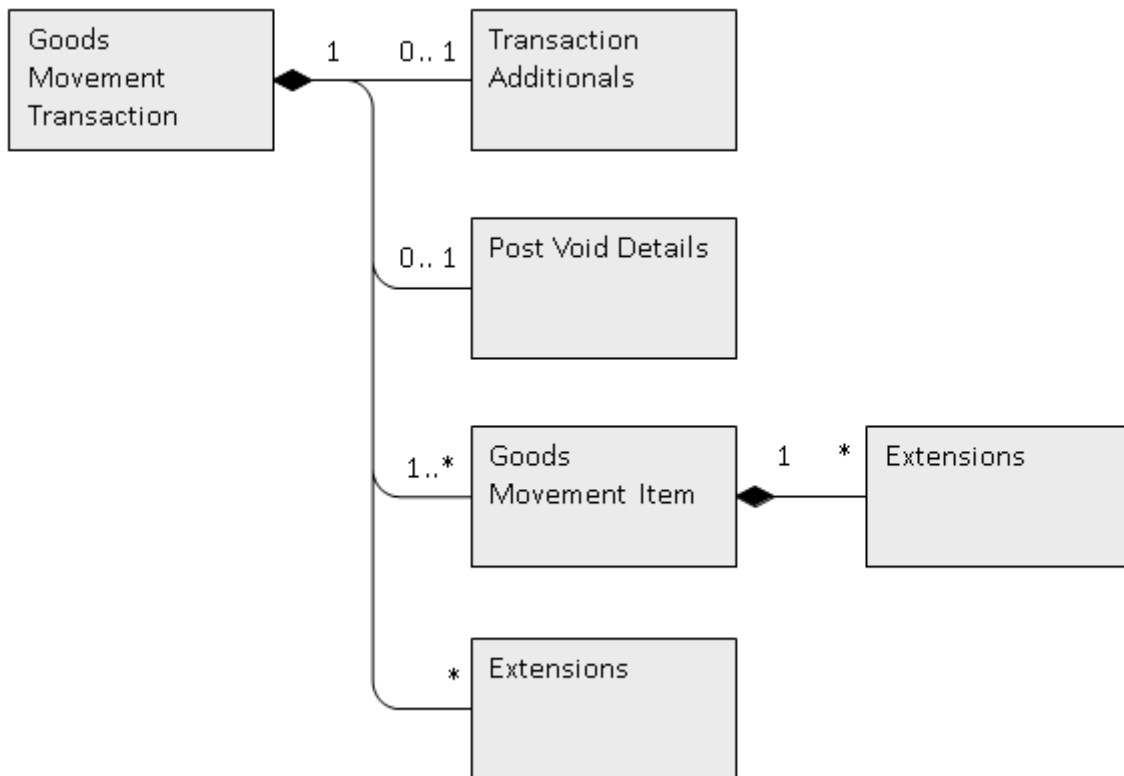 Goods
Movement
Transaction
1
0.. 1
Transaction
Additionals
0.. 1
Post Void Details
1..*
Goods
Movement Item
1
*
Extensions
*
Extensions